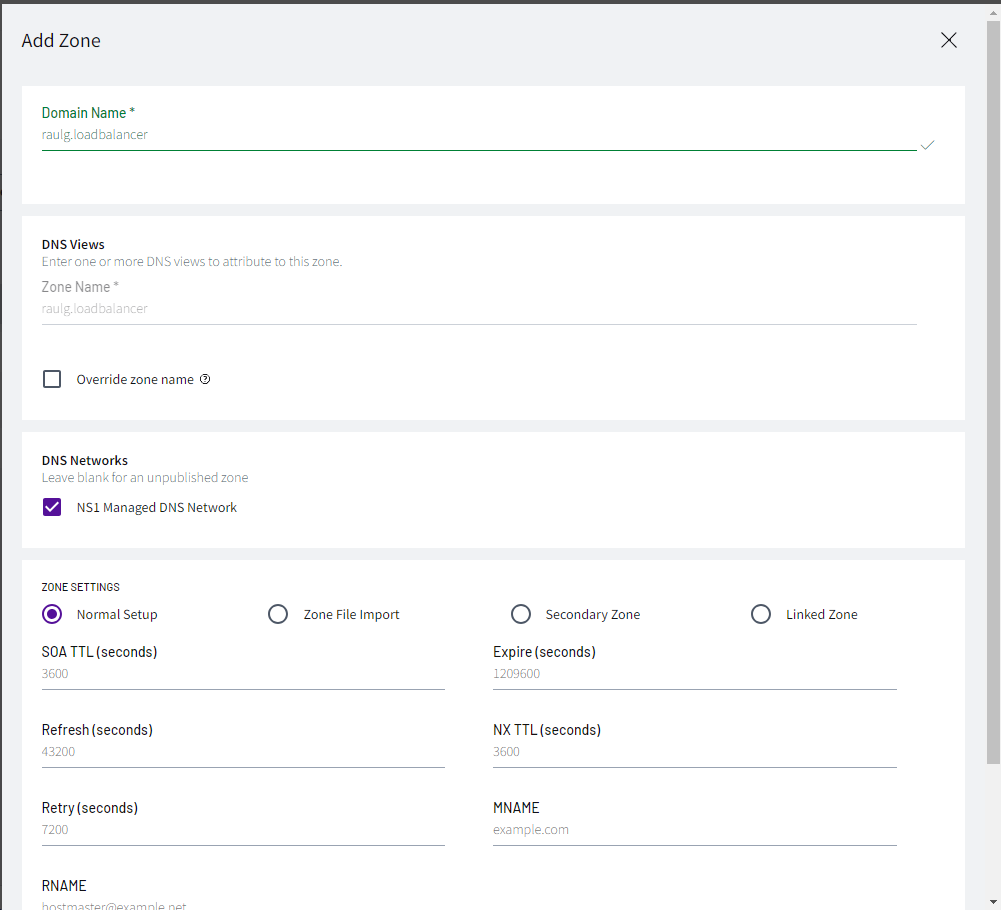 Add Zone
Domain Name *
raulg.loadbalancer
DNS Views
Enter one or more DNS views to attribute to this zone.
Zone Name *
raulg.loadbalancer
Override zone name ?
DNS Networks
Leave blank for an unpublished zone
NS1 Managed DNS Network
ZONE SETTINGS
Normal Setup Zone File Import Secondary Zone Linked Zone
SOA TTL (seconds) Expire (seconds)
3600 1209600
Refresh (seconds) NX TTL (seconds)
43200 3600
Retry (seconds) MNAME
7200 example.com
RNAME
hostmaster@example.net